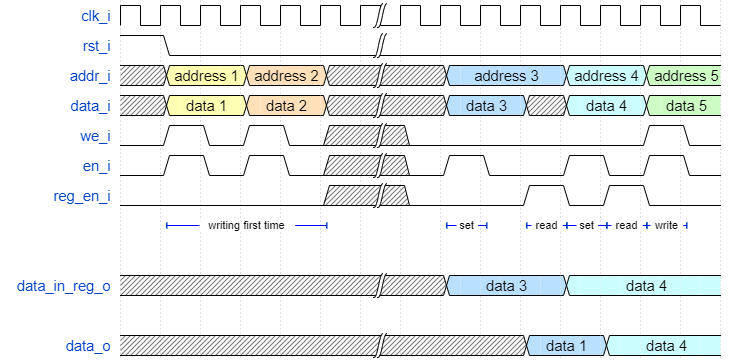 clk_i
rst_i
addr_i address 1 address 2 address 3 address 4 address 5
data_i data 1 data 2 data 3 data 4 data 5
we_i
en_i
reg_en_i
writing first time set read set read write
data_in_reg_o data 3 data 4
data_o data 1 data 4